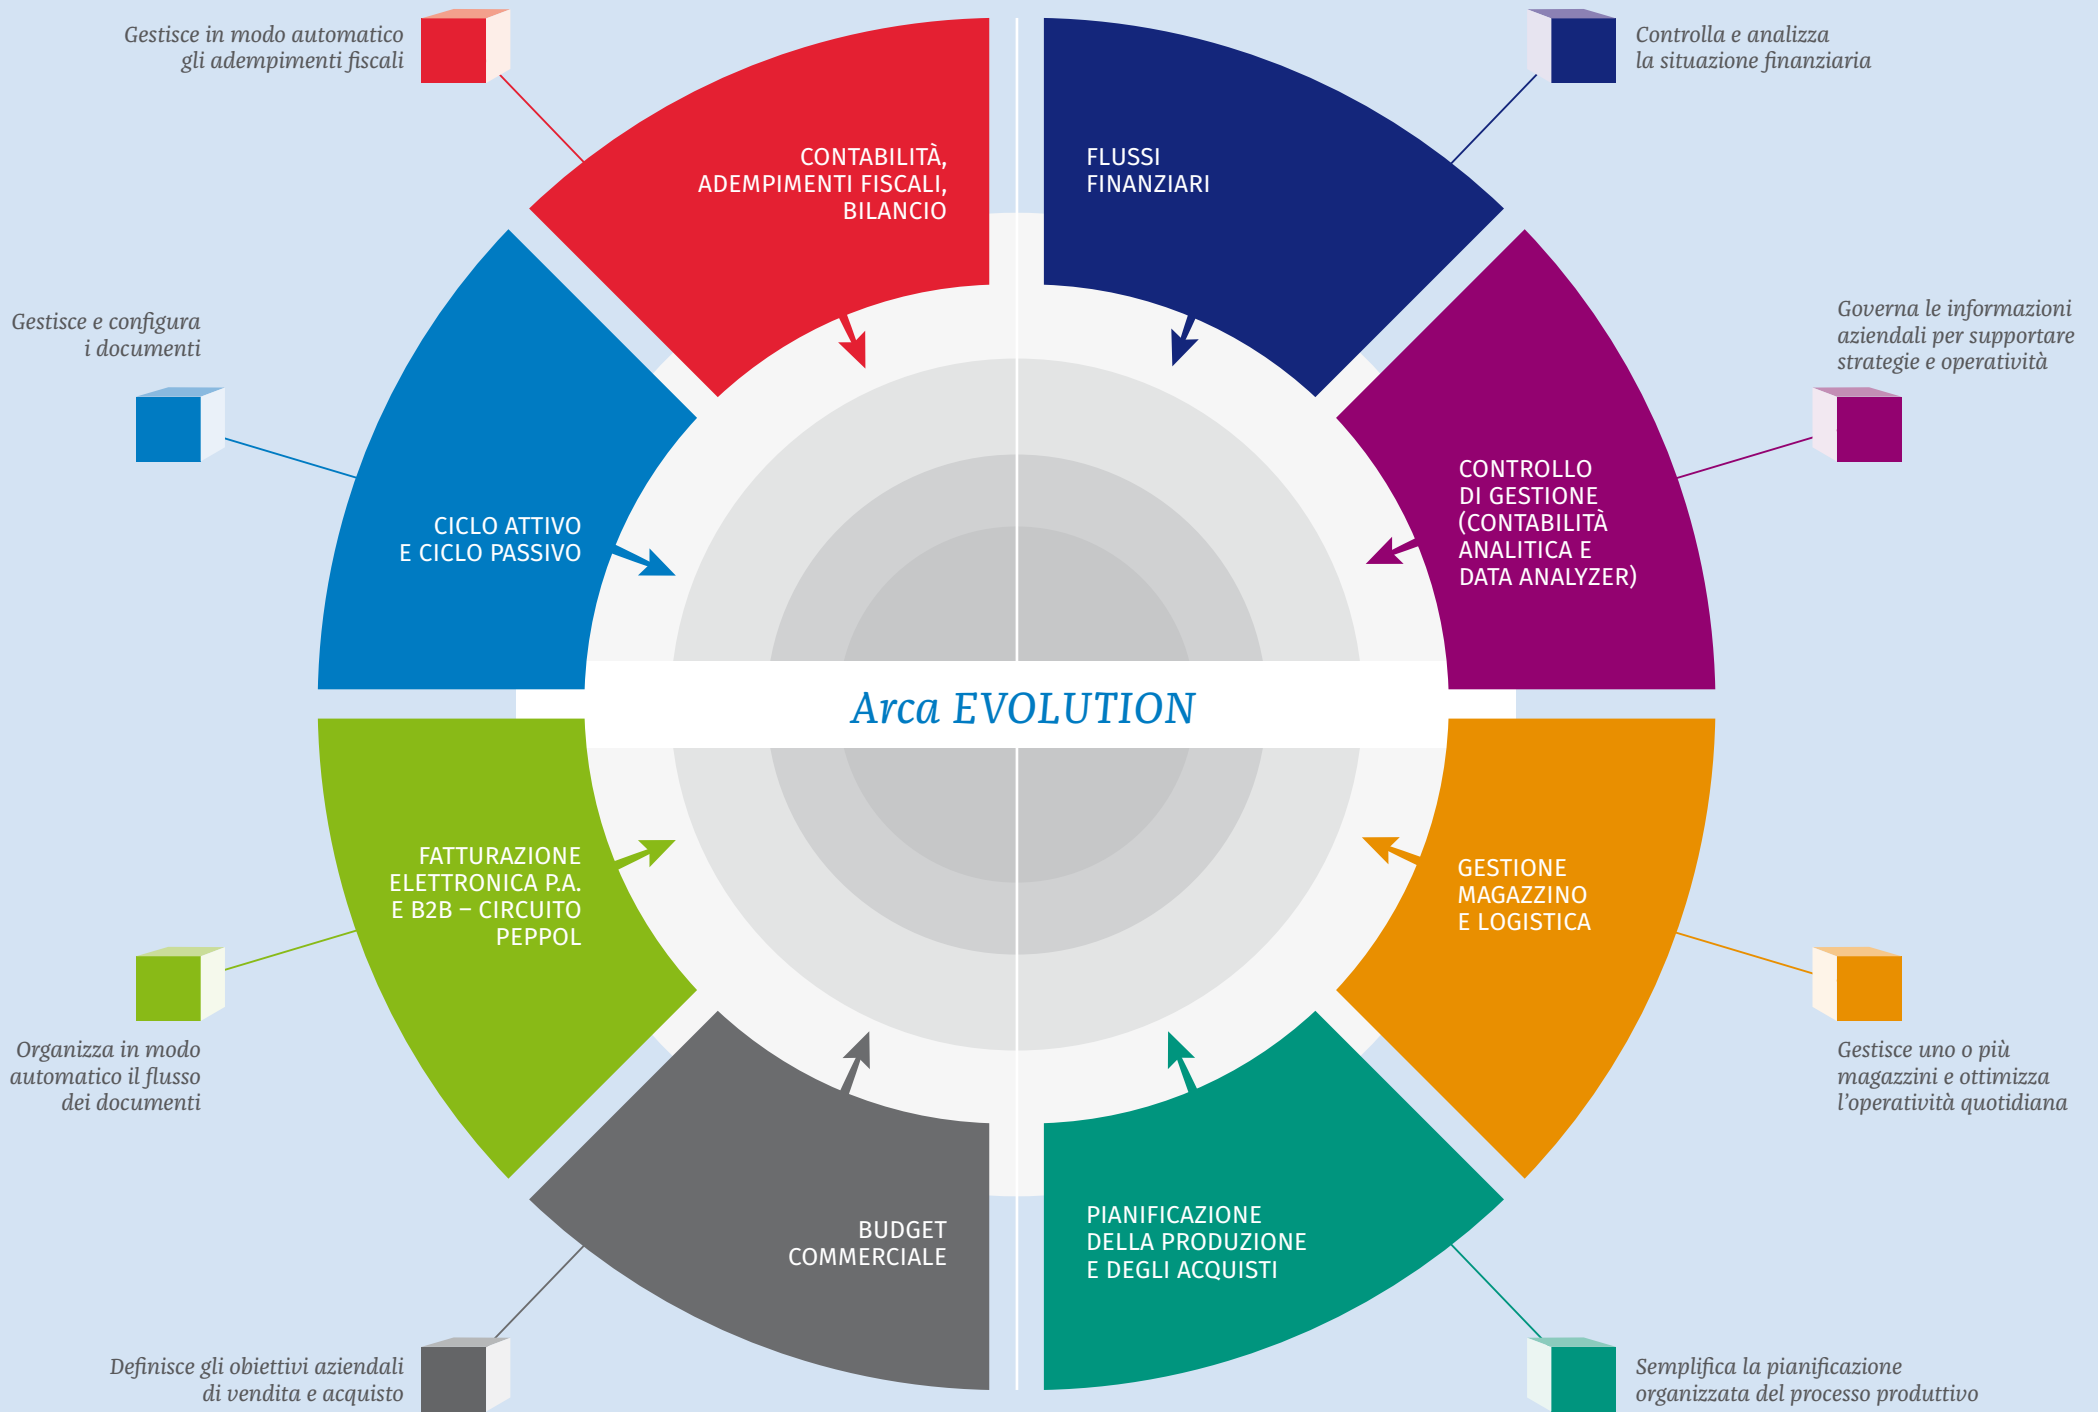 Gestisce in modo automatico
gli adempimenti fiscali
Controlla e analizza
la situazione finanziaria
CONTABILITÀ,
ADEMPIMENTI FISCALI,
BILANCIO
FLUSSI
FINANZIARI
Gestisce e configura
i documenti
Governa le informazioni
aziendali per supportare
strategie e operatività
CICLO ATTIVO
E CICLO PASSIVO
CONTROLLO
DI GESTIONE
(CONTABILITÀ
ANALITICA E
DATA ANALYZER)
Arca EVOLUTION
FATTURAZIONE
ELETTRONICA P.A.
E B2B – CIRCUITO
PEPPOL
GESTIONE
MAGAZZINO
E LOGISTICA
Organizza in modo
automatico il flusso
dei documenti
Gestisce uno o più
magazzini e ottimizza
l’operatività quotidiana
BUDGET
COMMERCIALE
PIANIFICAZIONE
DELLA PRODUZIONE
E DEGLI ACQUISTI
Definisce gli obiettivi aziendali
di vendita e acquisto
Semplifica la pianificazione
organizzata del processo produttivo